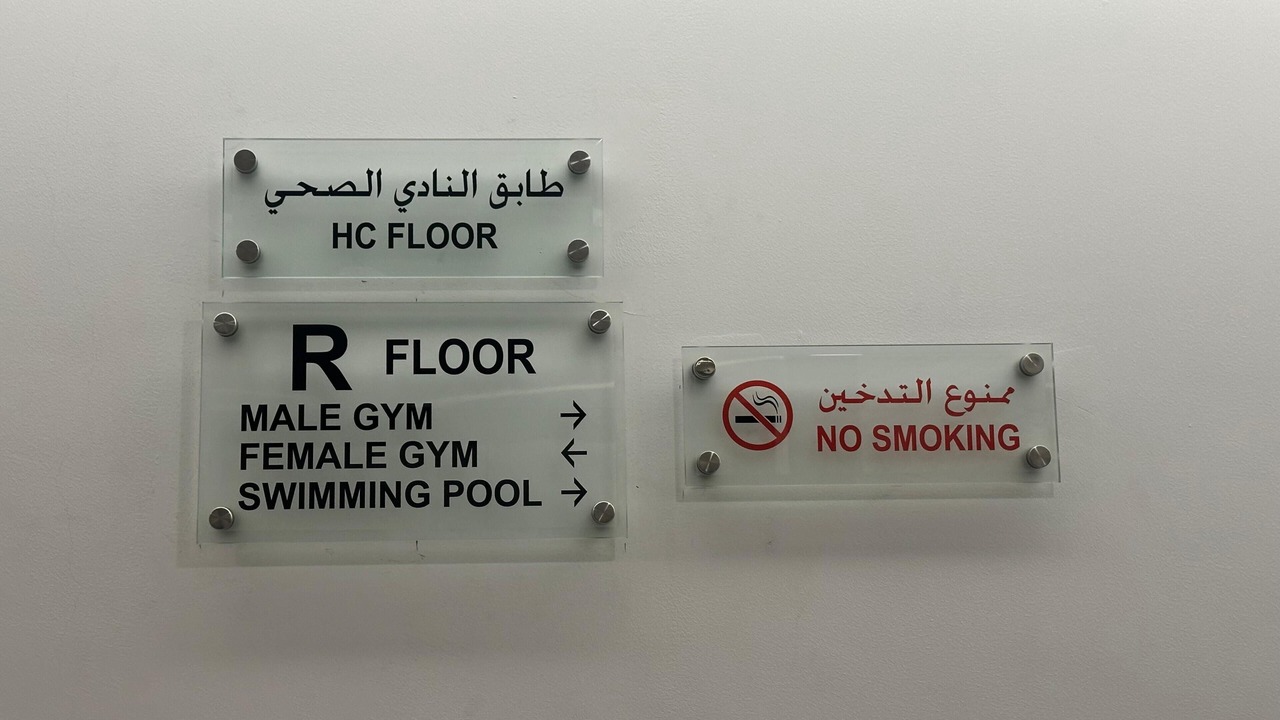 طابق النادي الصحي
HC FLOOR
R FLOOR
MALE GYM →
FEMALE GYM ←
SWIMMING POOL →
ممنوع التدخين
NO SMOKING